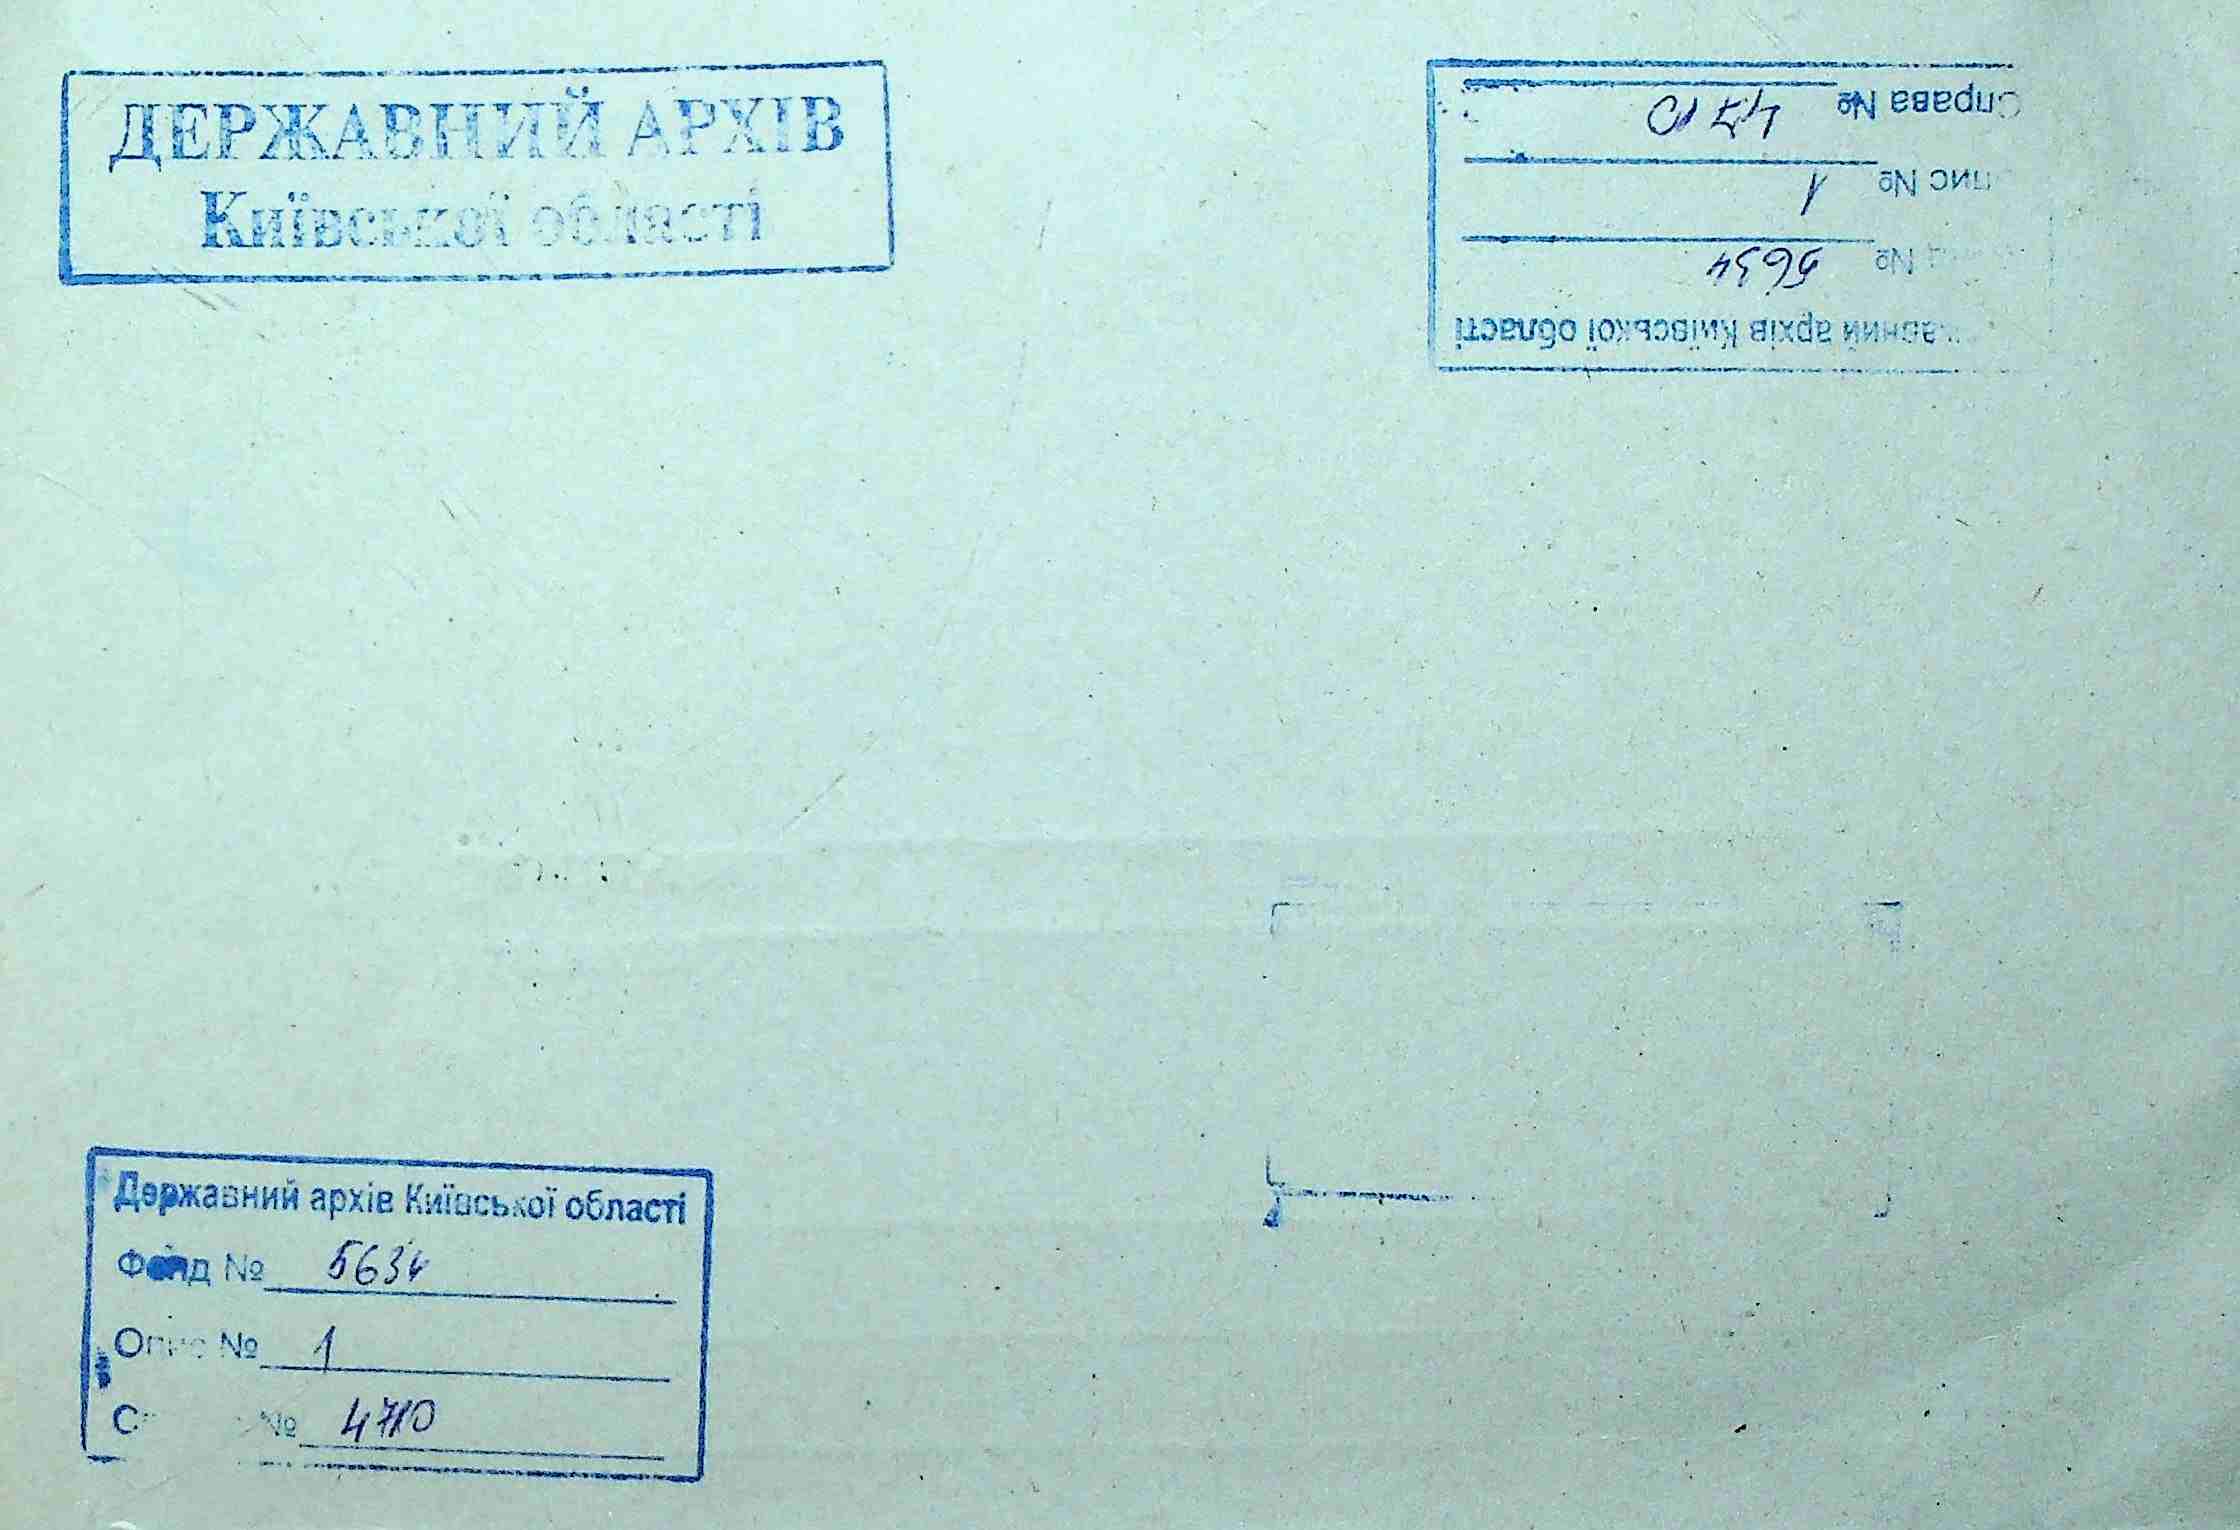 ДЕРЖАВНИЙ АРХІВ
Київської області
Державний архів Київської області
Фонд № 5634
Опис № 1
Справа № 4710
Державний архів Київської області
Фонд № 5634
Опис № 1
№ 4710